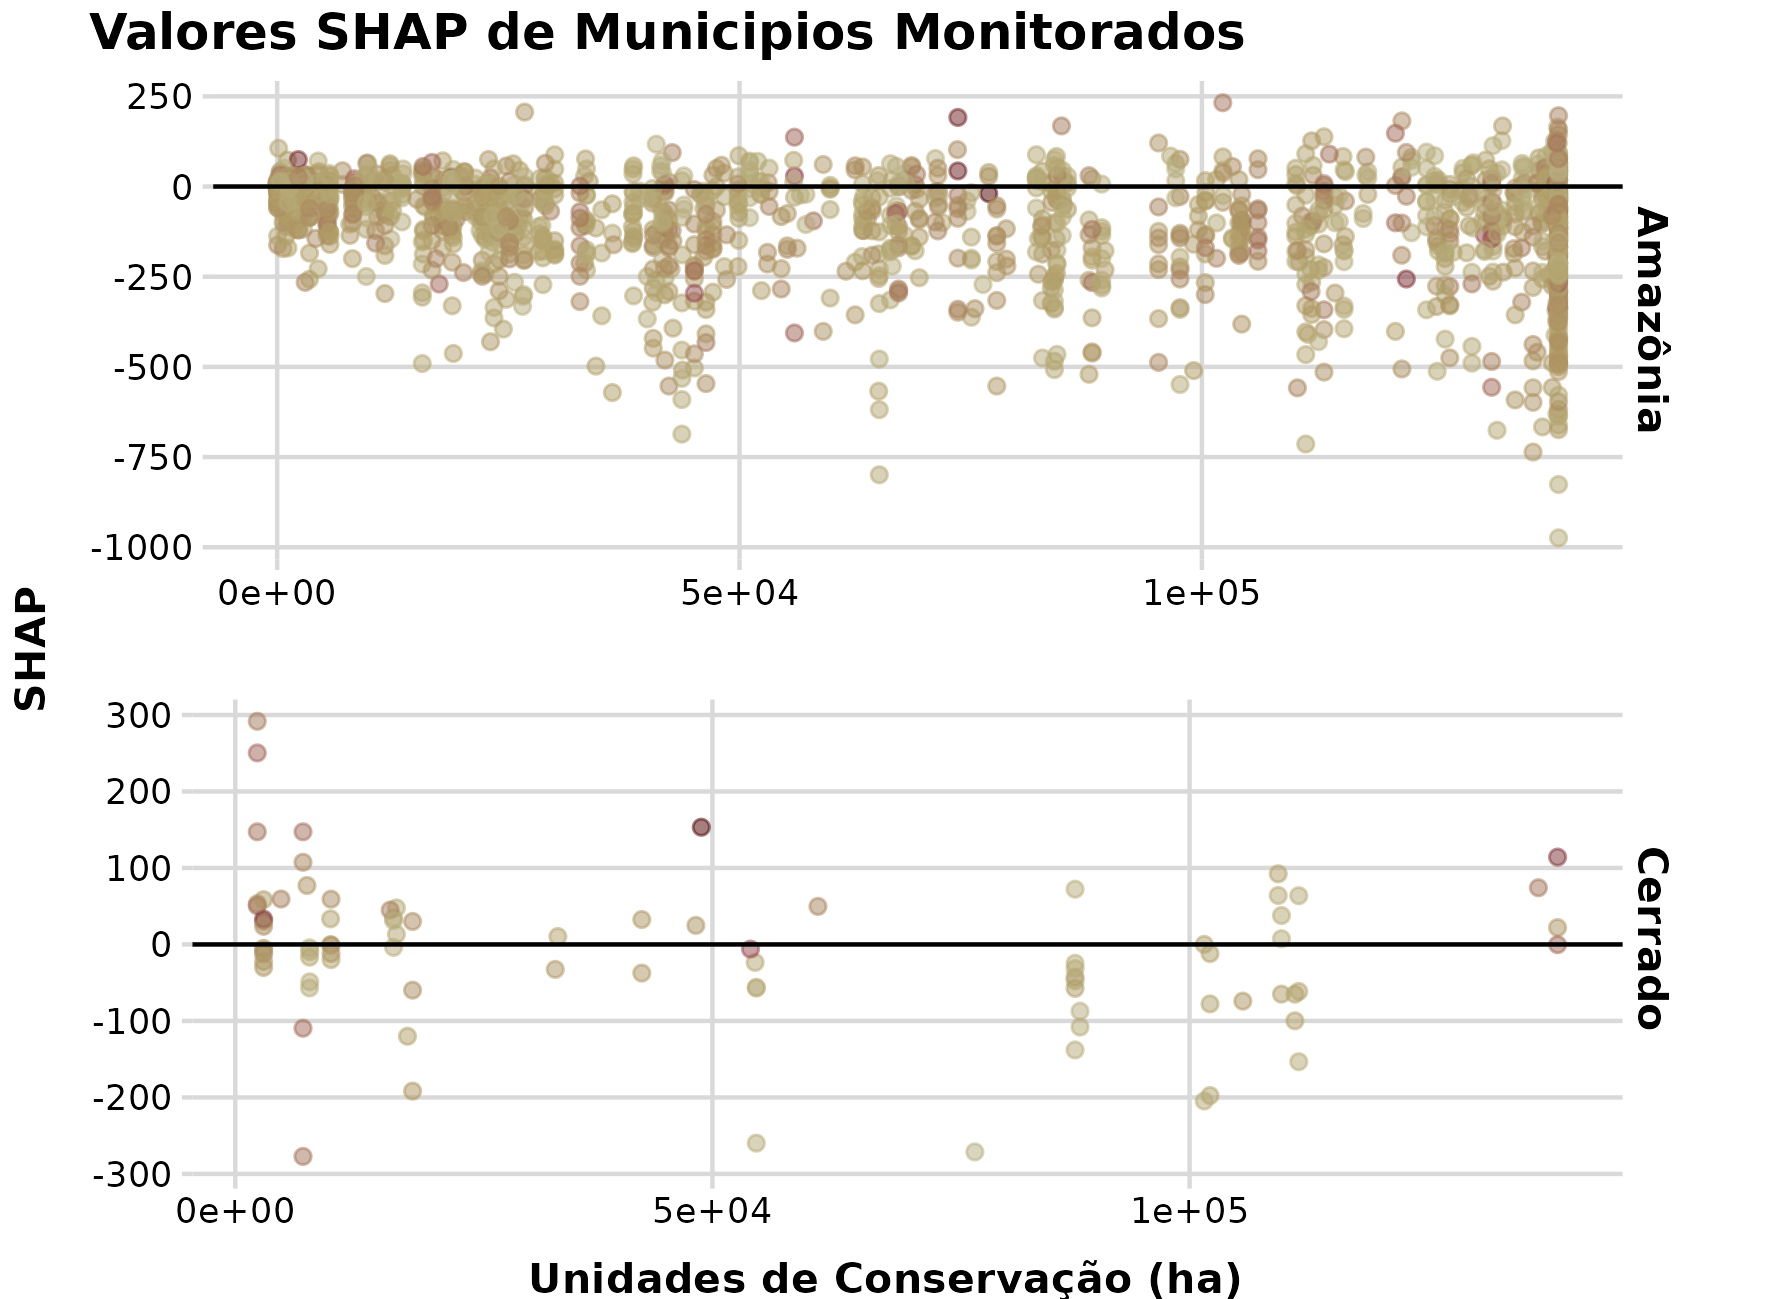 Valores SHAP de Municipios Monitorados
250
0
-250
-500
-750
-1000
0e+00 5e+04 1e+05
Amazônia
SHAP
300
200
100
0
-100
-200
-300
0e+00 5e+04 1e+05
Cerrado
Unidades de Conservação (ha)